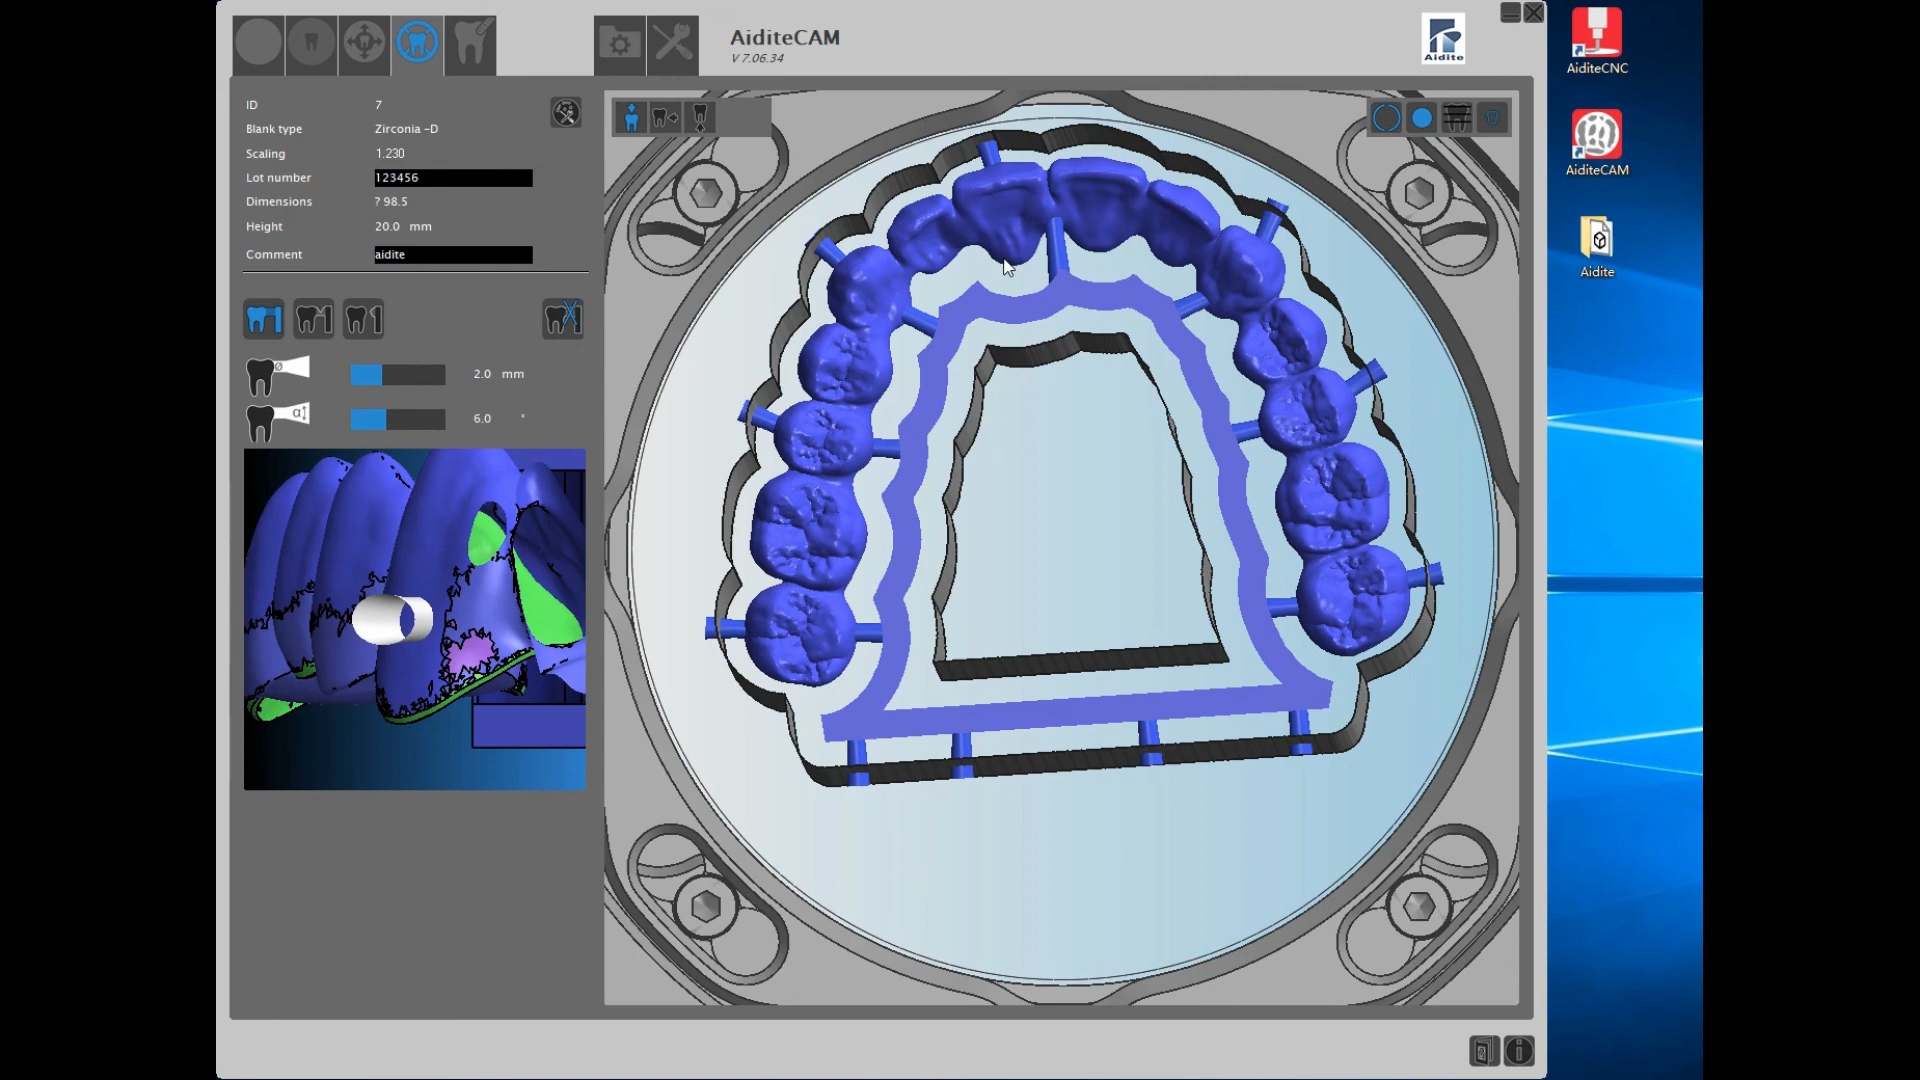 AiditeCAM
V 7.06.34
Aidite
ID 7
Blank type Zirconia -D
Scaling 1.230
Lot number 123456
Dimensions ? 98.5
Height 20.0 mm
Comment aidite
2.0 mm
α
6.0 °
AiditeCNC
AiditeCAM
Aidite